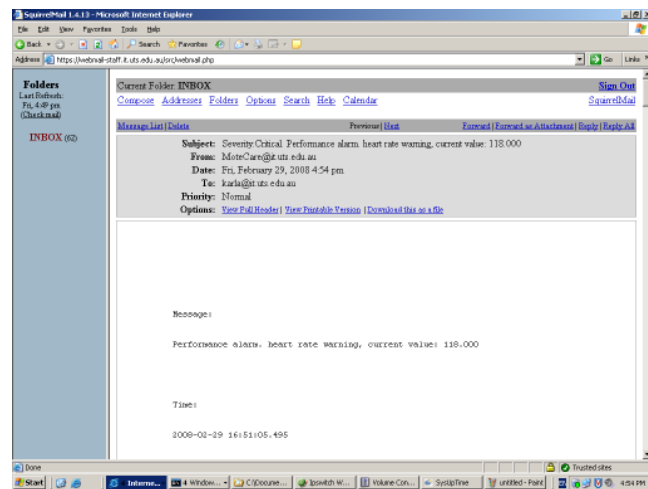 SquirrelMail 1.4.13 - Microsoft Internet Explorer
File Edit View Favorites Tools Help
Back Search Favorites
Address https://webmail-staff.it.uts.edu.au/src/webmail.php Go Links
Folders
Last Refresh:
Fri, 4:49 pm
(Check mail)
INBOX (62)
Current Folder: INBOX Sign Out
Compose Addresses Folders Options Search Help Calendar SquirrelMail
Message List | Delete Previous | Next Forward | Forward as Attachment | Reply | Reply All
Subject: Severity:Critical. Performance alarm. heart rate warning, current value: 118.000
From: MoteCare@it.uts.edu.au
Date: Fri, February 29, 2008 4:54 pm
To: karla@it.uts.edu.au
Priority: Normal
Options: View Full Header | View Printable Version | Download this as a file
Message:
Performance alarm. heart rate warning, current value: 118.000
Time:
2008-02-29 16:51:05.495
Done Trusted sites
Start Interne... 4 Window... C:\Docume... Ipswitch W... Volume Con... SysUpTime untitled - Paint 4:54 PM